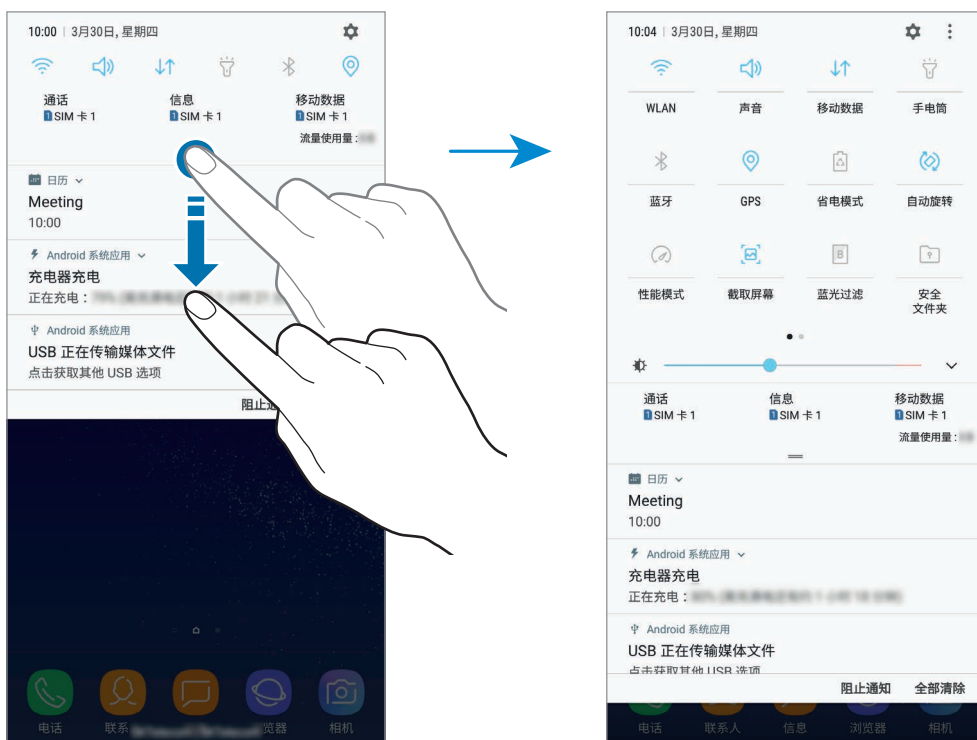 10:00 3月30日, 星期四
通话 信息 移动数据
1 SIM 卡 1 1 SIM 卡 1 1 SIM 卡 1
流量使用量 :
日历
Meeting
10:00
Android 系统应用
充电器充电
正在充电 :
Android 系统应用
USB 正在传输媒体文件
点击获取其他 USB 选项
阻止通
电话 联系 览器 相机
10:04 3月30日, 星期四
WLAN 声音 移动数据 手电筒
蓝牙 GPS 省电模式 自动旋转
B
性能模式 截取屏幕 蓝光过滤 安全
文件夹
通话 信息 移动数据
1 SIM 卡 1 1 SIM 卡 1 1 SIM 卡 1
流量使用量 :
日历
Meeting
10:00
Android 系统应用
充电器充电
正在充电 :
Android 系统应用
USB 正在传输媒体文件
点击获取其他 USB 选项
阻止通知 全部清除
电话 联系人 信息 浏览器 相机